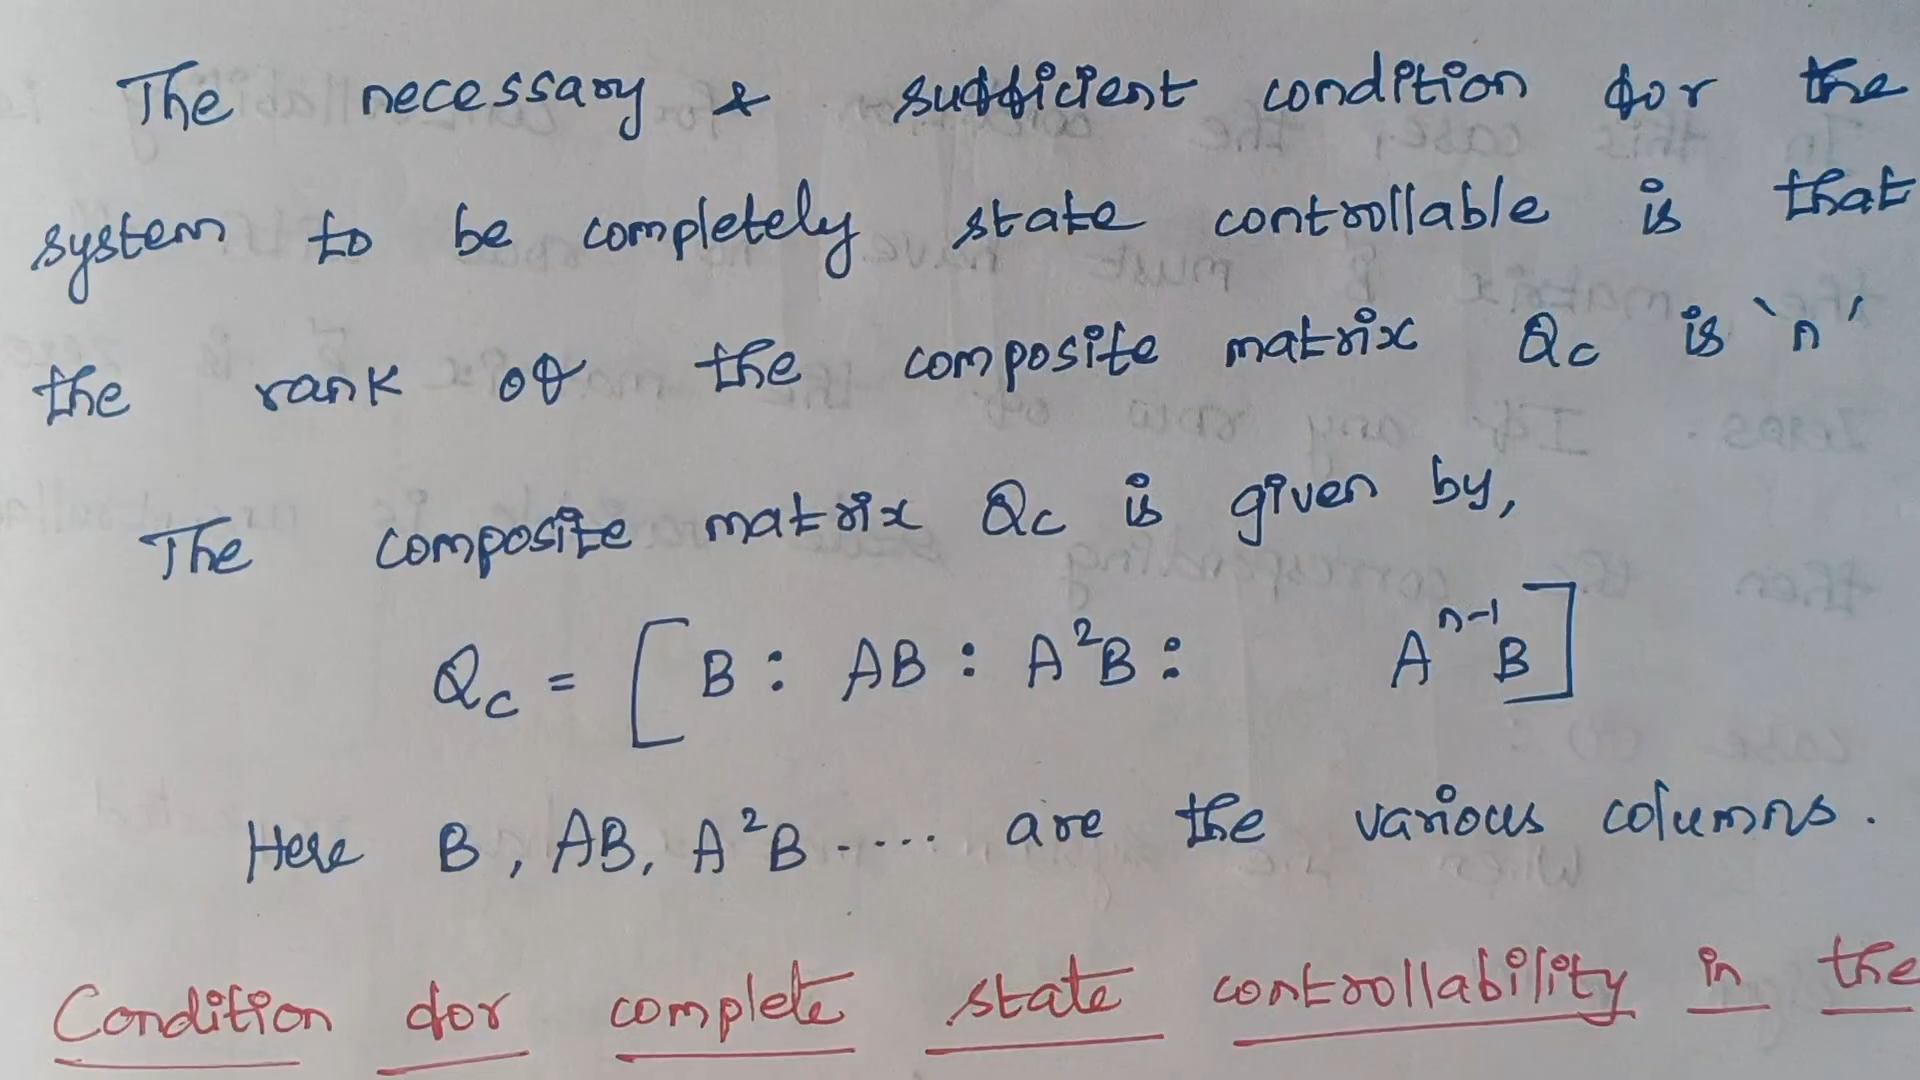 The necessary & sufficient condition for the
system to be completely state controllable is that
the rank of the composite matrix Qc is 'n'
The composite matrix Qc is given by,
Qc = [B : AB : A²B : Aⁿ⁻¹B]
Here B, AB, A²B ..... are the various columns.
Condition for complete state controllability in the